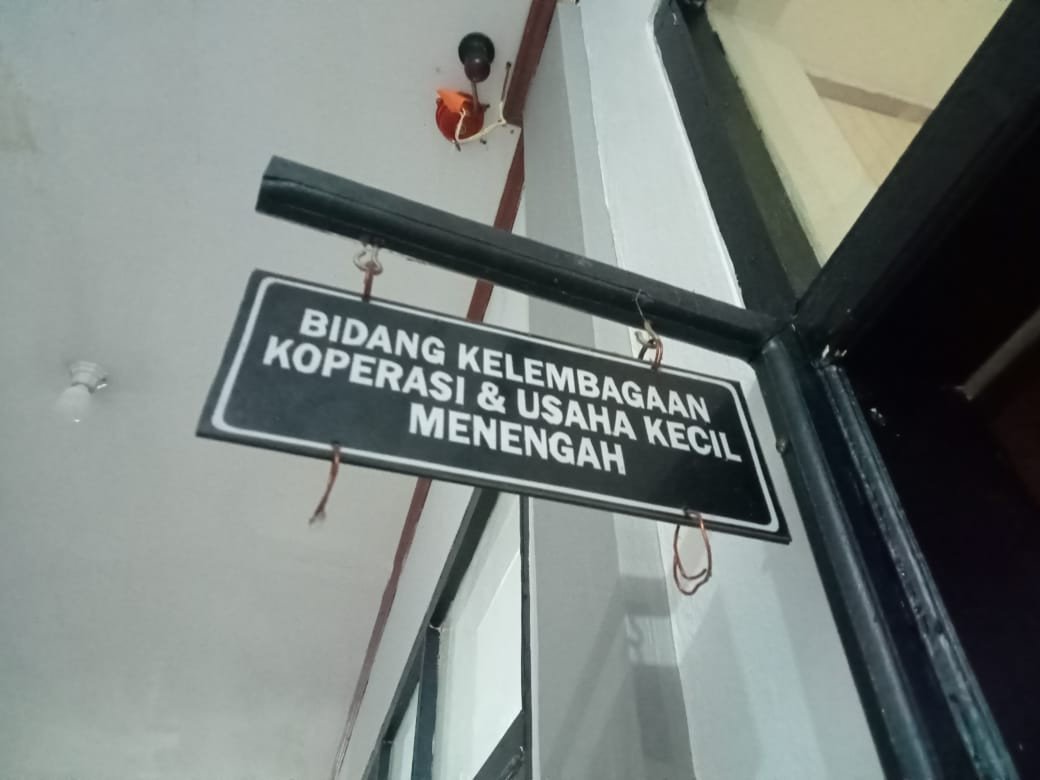 BIDANG KELEMBAGAAN
KOPERASI & USAHA KECIL
MENENGAH